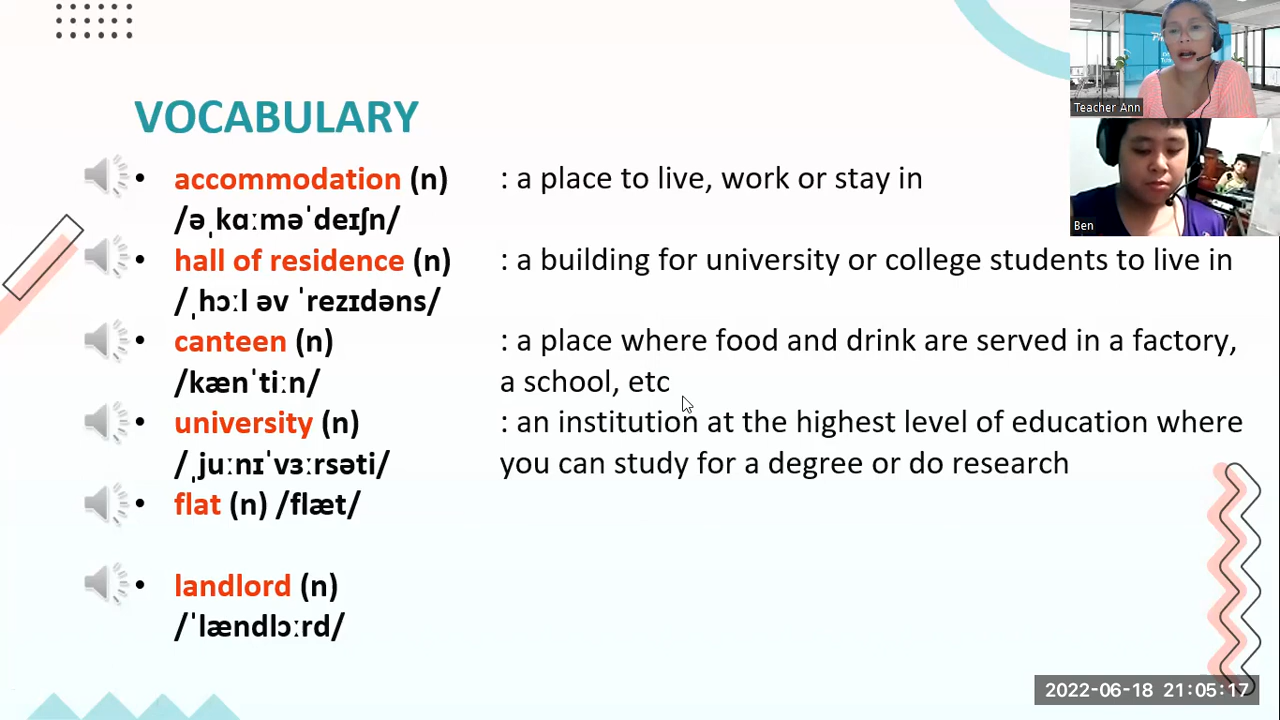 VOCABULARY
• accommodation (n) : a place to live, work or stay in
/əˌkɑːməˈdeɪʃn/
• hall of residence (n) : a building for university or college students to live in
/ˌhɔːl əv ˈrezɪdəns/
• canteen (n) : a place where food and drink are served in a factory,
/kænˈtiːn/ a school, etc
• university (n) : an institution at the highest level of education where
/ˌjuːnɪˈvɜːrsəti/ you can study for a degree or do research
• flat (n) /flæt/
• landlord (n)
/ˈlændlɔːrd/
Teacher Ann
Ben
2022-06-18 21:05:17